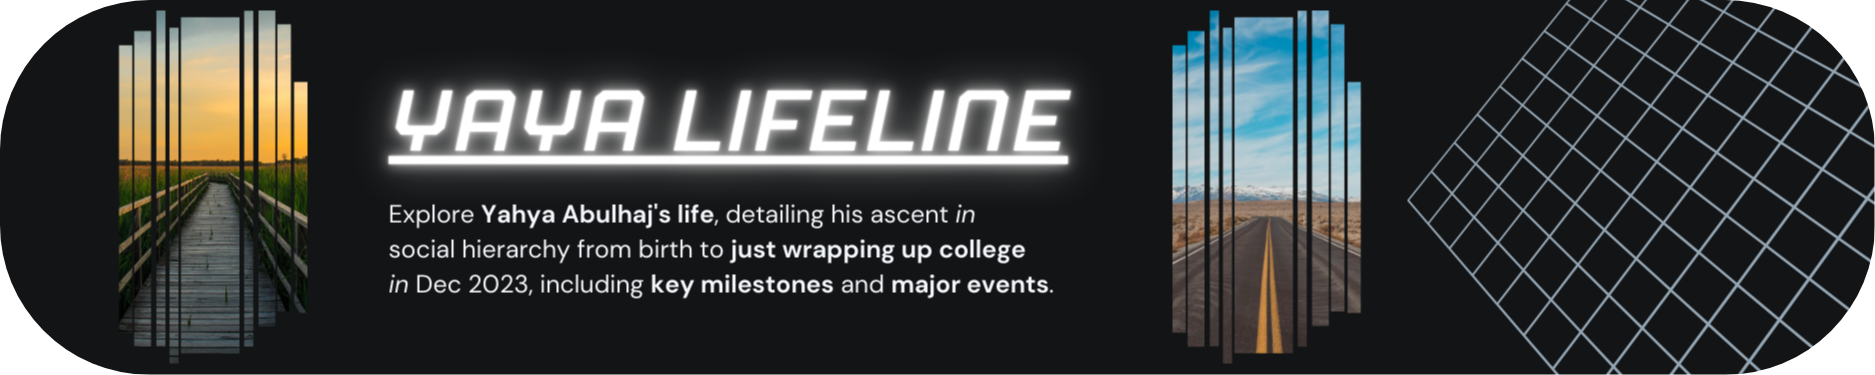 YAYA LIFELINE
Explore Yahya Abulhaj's life, detailing his ascent in
social hierarchy from birth to just wrapping up college
in Dec 2023, including key milestones and major events.